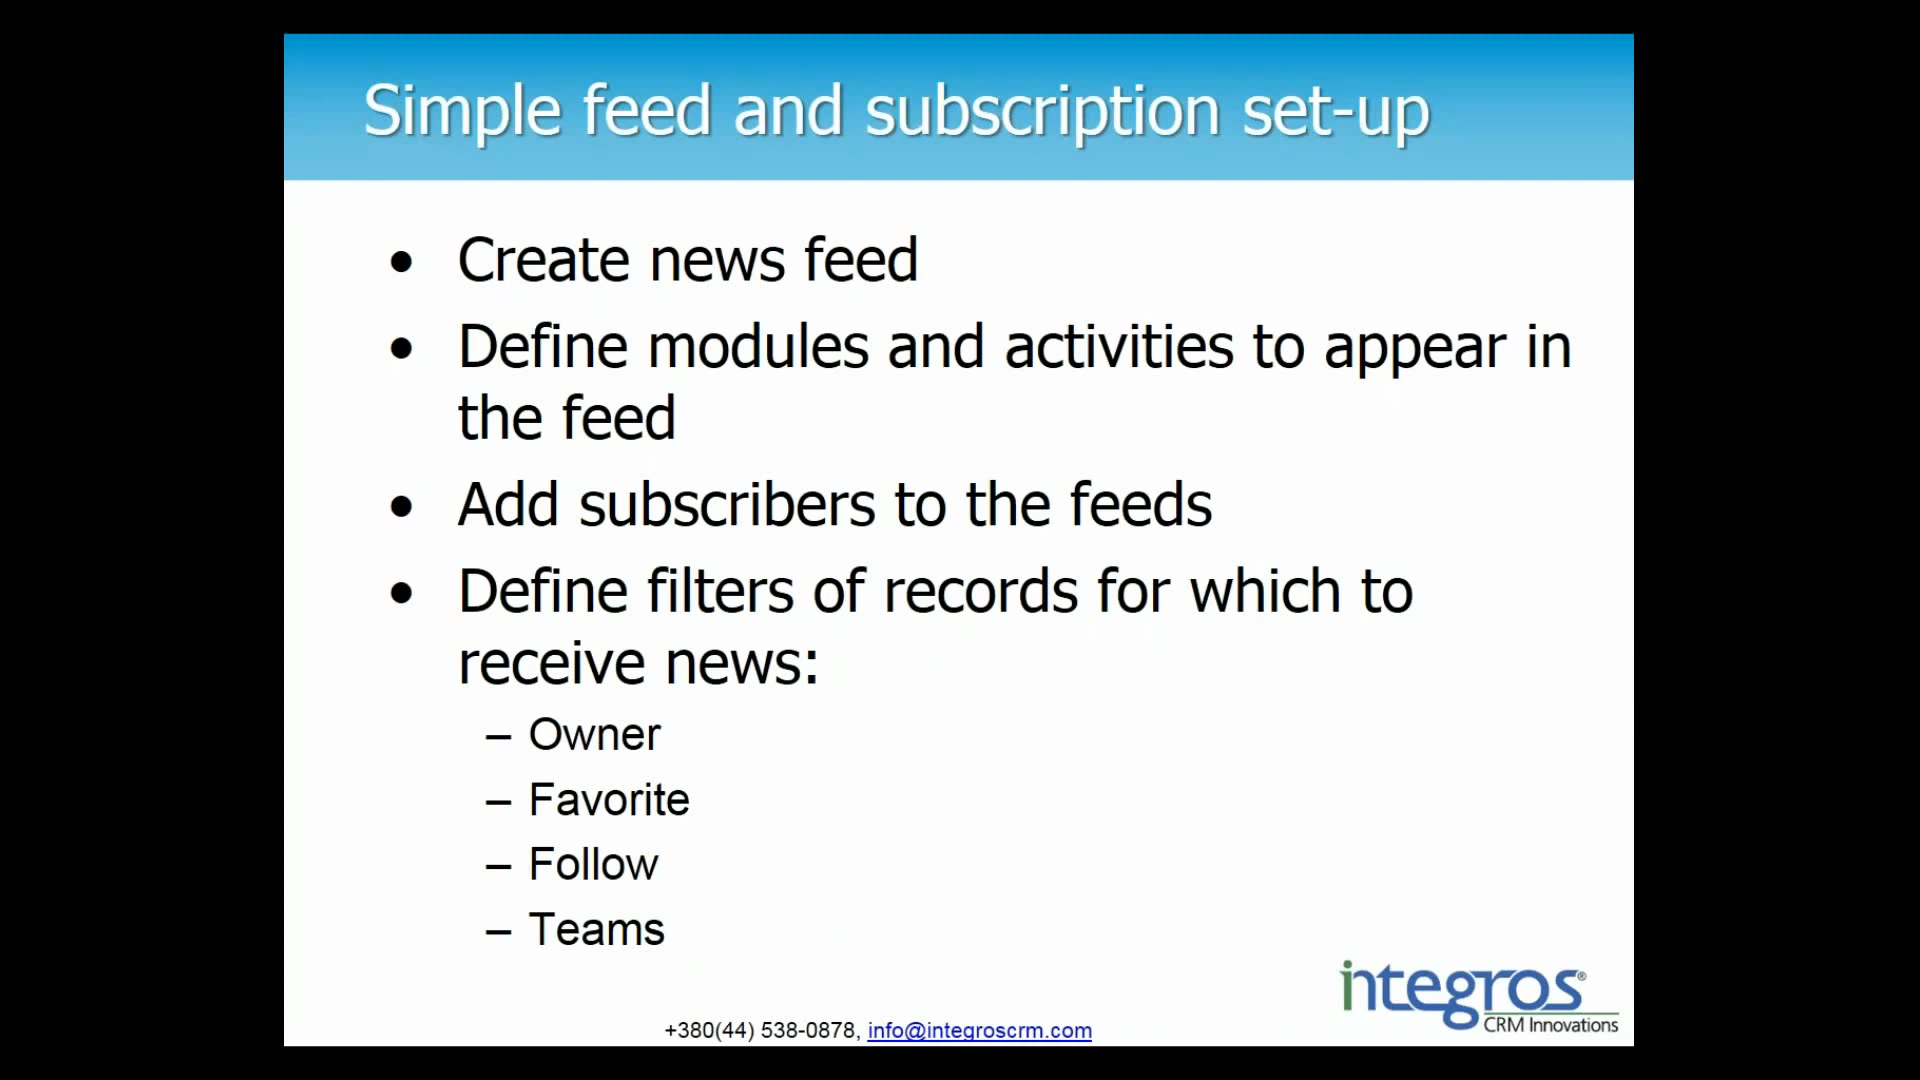 Simple feed and subscription set-up
• Create news feed
• Define modules and activities to appear in
the feed
• Add subscribers to the feeds
• Define filters of records for which to
receive news:
– Owner
– Favorite
– Follow
– Teams
integros®
CRM Innovations
+380(44) 538-0878, info@integroscrm.com